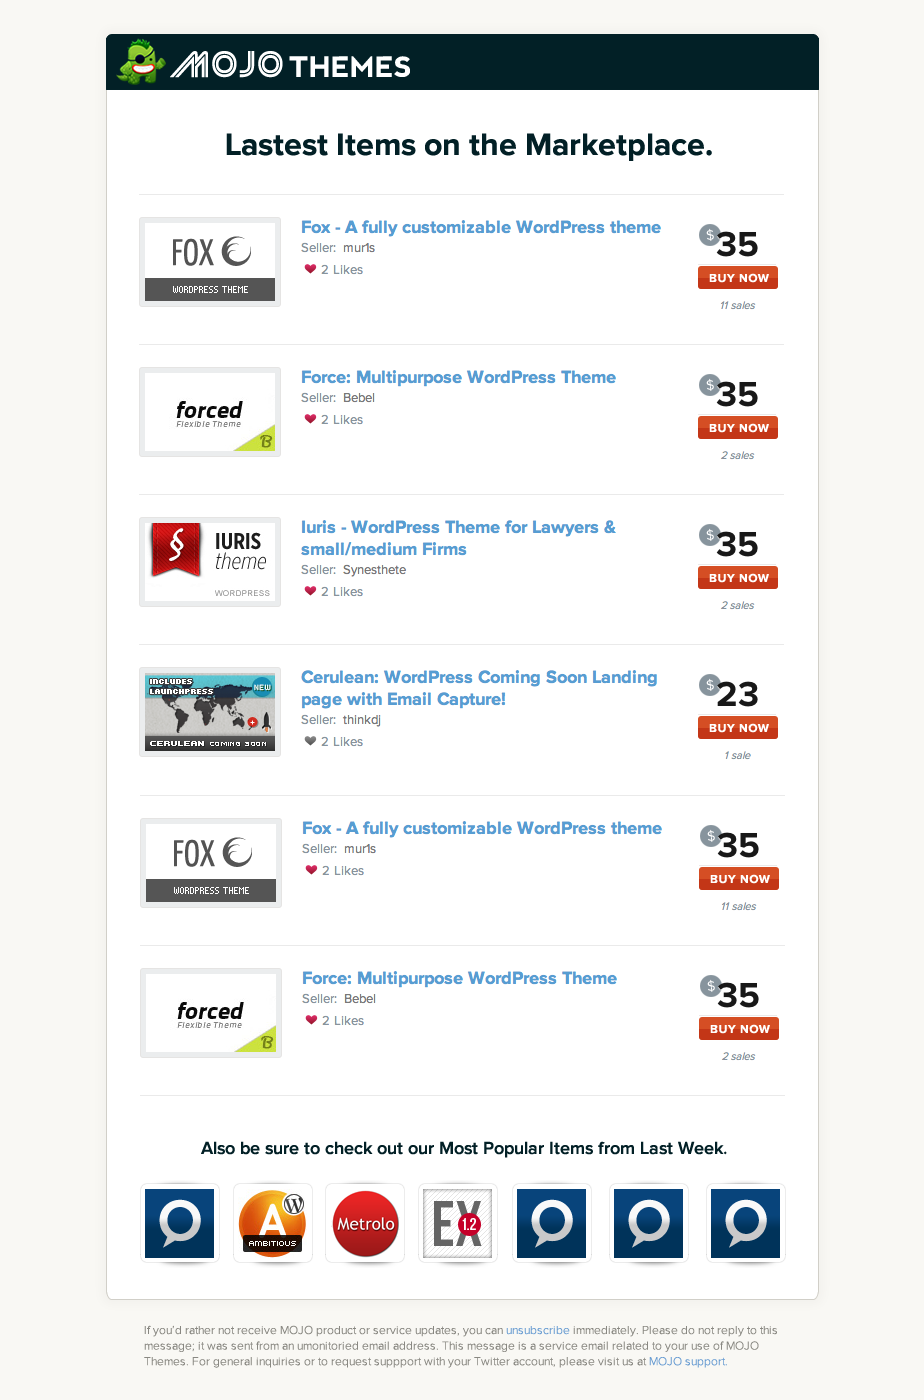 MOJO THEMES
Lastest Items on the Marketplace.
FOX
WORDPRESS THEME
Fox - A fully customizable WordPress theme
Seller: mur1s
2 Likes
$35
BUY NOW
11 sales
forced
Flexible Theme
B
Force: Multipurpose WordPress Theme
Seller: Bebel
2 Likes
$35
BUY NOW
2 sales
§
IURIS
theme
WORDPRESS
Iuris - WordPress Theme for Lawyers &
small/medium Firms
Seller: Synesthete
2 Likes
$35
BUY NOW
2 sales
INCLUDES
LAUNCHPRESS
NEW
CERULEAN COMING SOON
Cerulean: WordPress Coming Soon Landing
page with Email Capture!
Seller: thinkdj
2 Likes
$23
BUY NOW
1 sale
FOX
WORDPRESS THEME
Fox - A fully customizable WordPress theme
Seller: mur1s
2 Likes
$35
BUY NOW
11 sales
forced
Flexible Theme
B
Force: Multipurpose WordPress Theme
Seller: Bebel
2 Likes
$35
BUY NOW
2 sales
Also be sure to check out our Most Popular Items from Last Week.
A
W
AMBITIOUS
Metrolo
EX
1.2
If you'd rather not receive MOJO product or service updates, you can unsubscribe immediately. Please do not reply to this
message; it was sent from an umonitoried email address. This message is a service email related to your use of MOJO
Themes. For general inquiries or to request suppport with your Twitter account, please visit us at MOJO support.